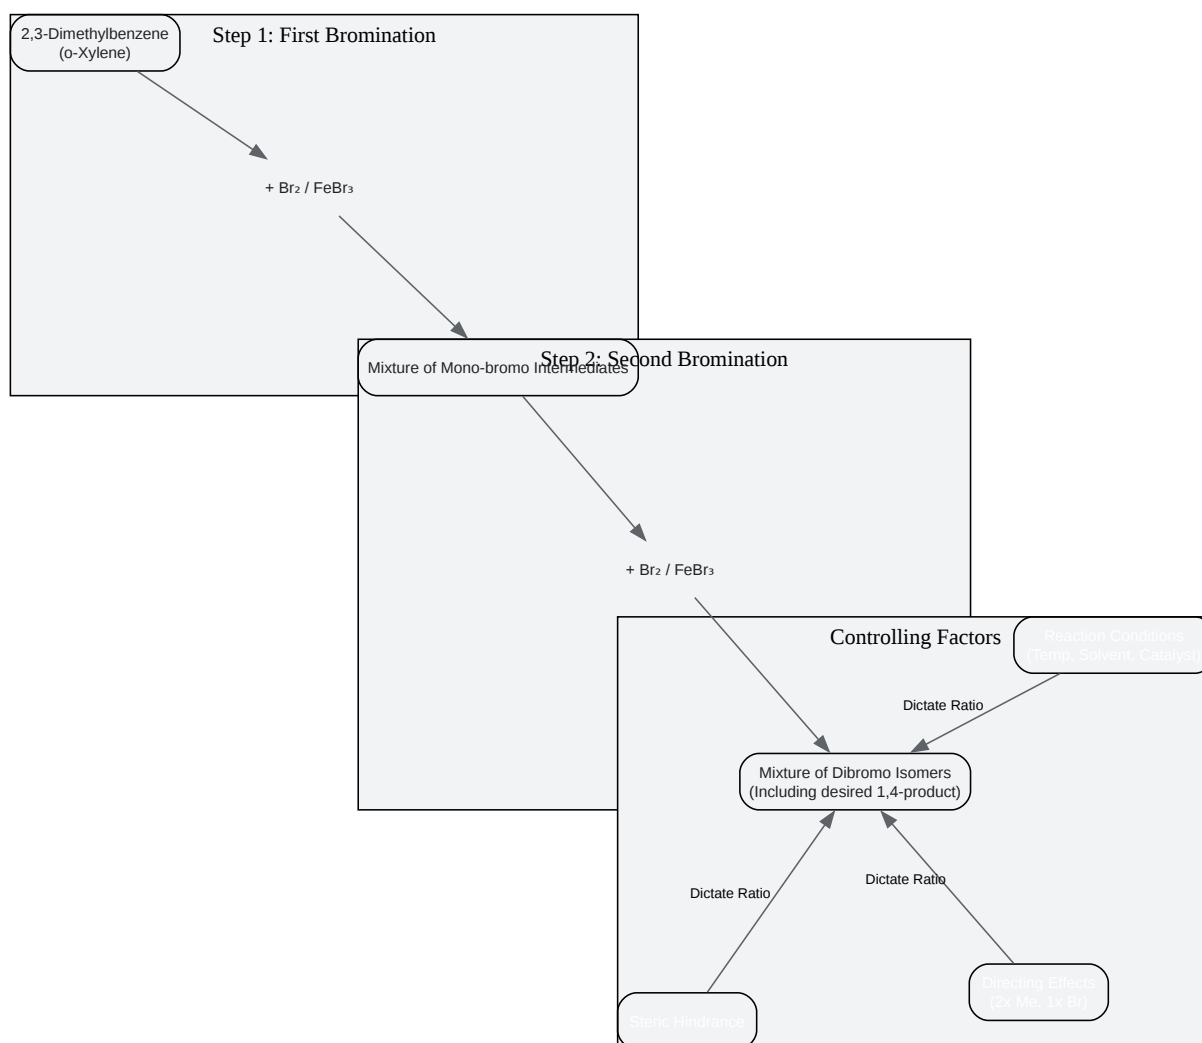 2,3-Dimethylbenzene
(o-Xylene)
Step 1: First Bromination
+ Br₂ / FeBr₃
Step 2: Second Bromination
Mixture of Mono-bromo Intermediates
+ Br₂ / FeBr₃
Controlling Factors
Reaction Conditions
(Temp, Solvent, Catalyst)
Dictate Ratio
Mixture of Dibromo Isomers
(Including desired 1,4-product)
Dictate Ratio
Dictate Ratio
Directing Effects
(2x Me, 1x Br)
Steric Hindrance